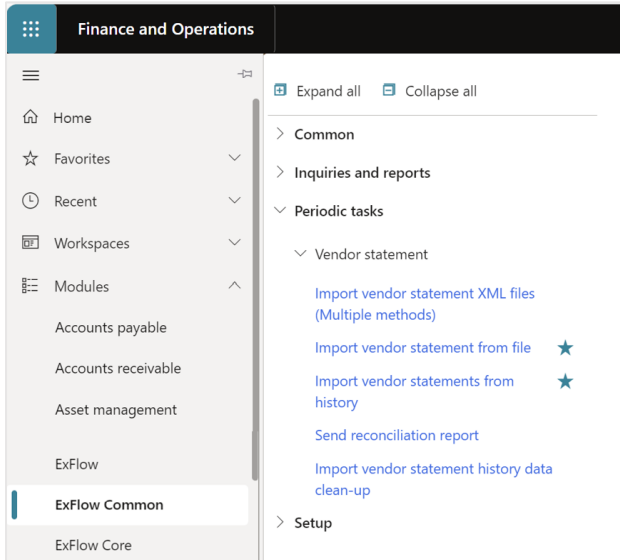 Finance and Operations
Expand all
Collapse all
Home
Favorites
Recent
Workspaces
Modules
Accounts payable
Accounts receivable
Asset management
ExFlow
ExFlow Common
ExFlow Core
Common
Inquiries and reports
Periodic tasks
Vendor statement
Import vendor statement XML files
(Multiple methods)
Import vendor statement from file
Import vendor statements from
history
Send reconciliation report
Import vendor statement history data
clean-up
Setup